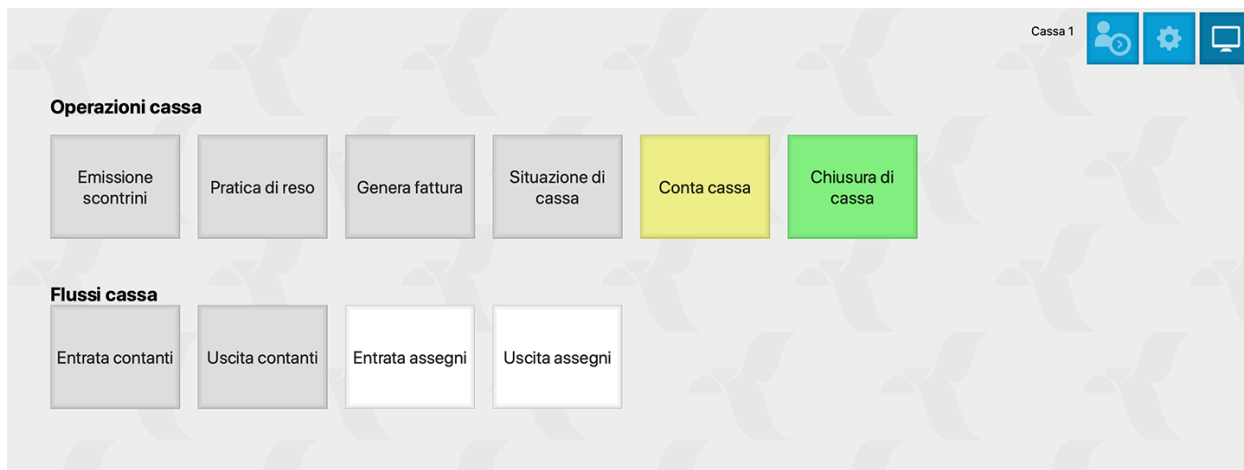 Cassa 1
Operazioni cassa
Emissione
scontrini
Pratica di reso
Genera fattura
Situazione di
cassa
Conta cassa
Chiusura di
cassa
Flussi cassa
Entrata contanti
Uscita contanti
Entrata assegni
Uscita assegni